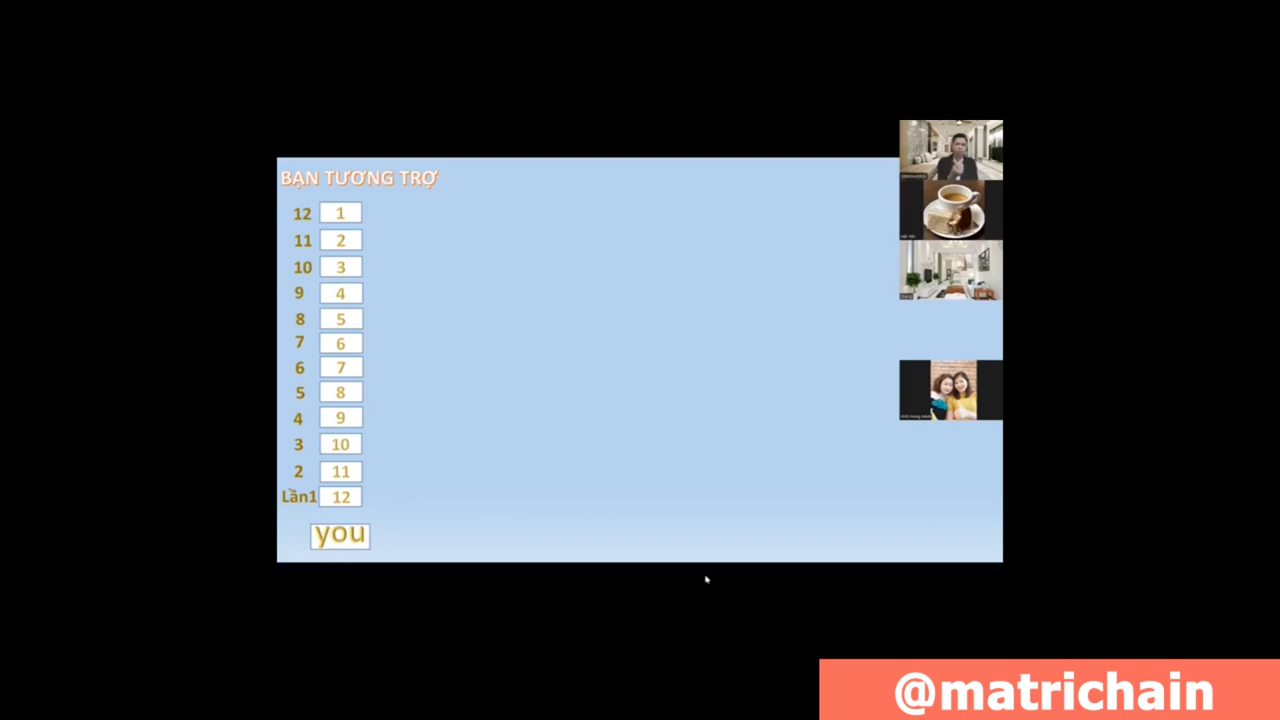 BẠN TƯƠNG TRỢ
12 1
11 2
10 3
9 4
8 5
7 6
6 7
5 8
4 9
3 10
2 11
Lần1 12
you
@matrichain